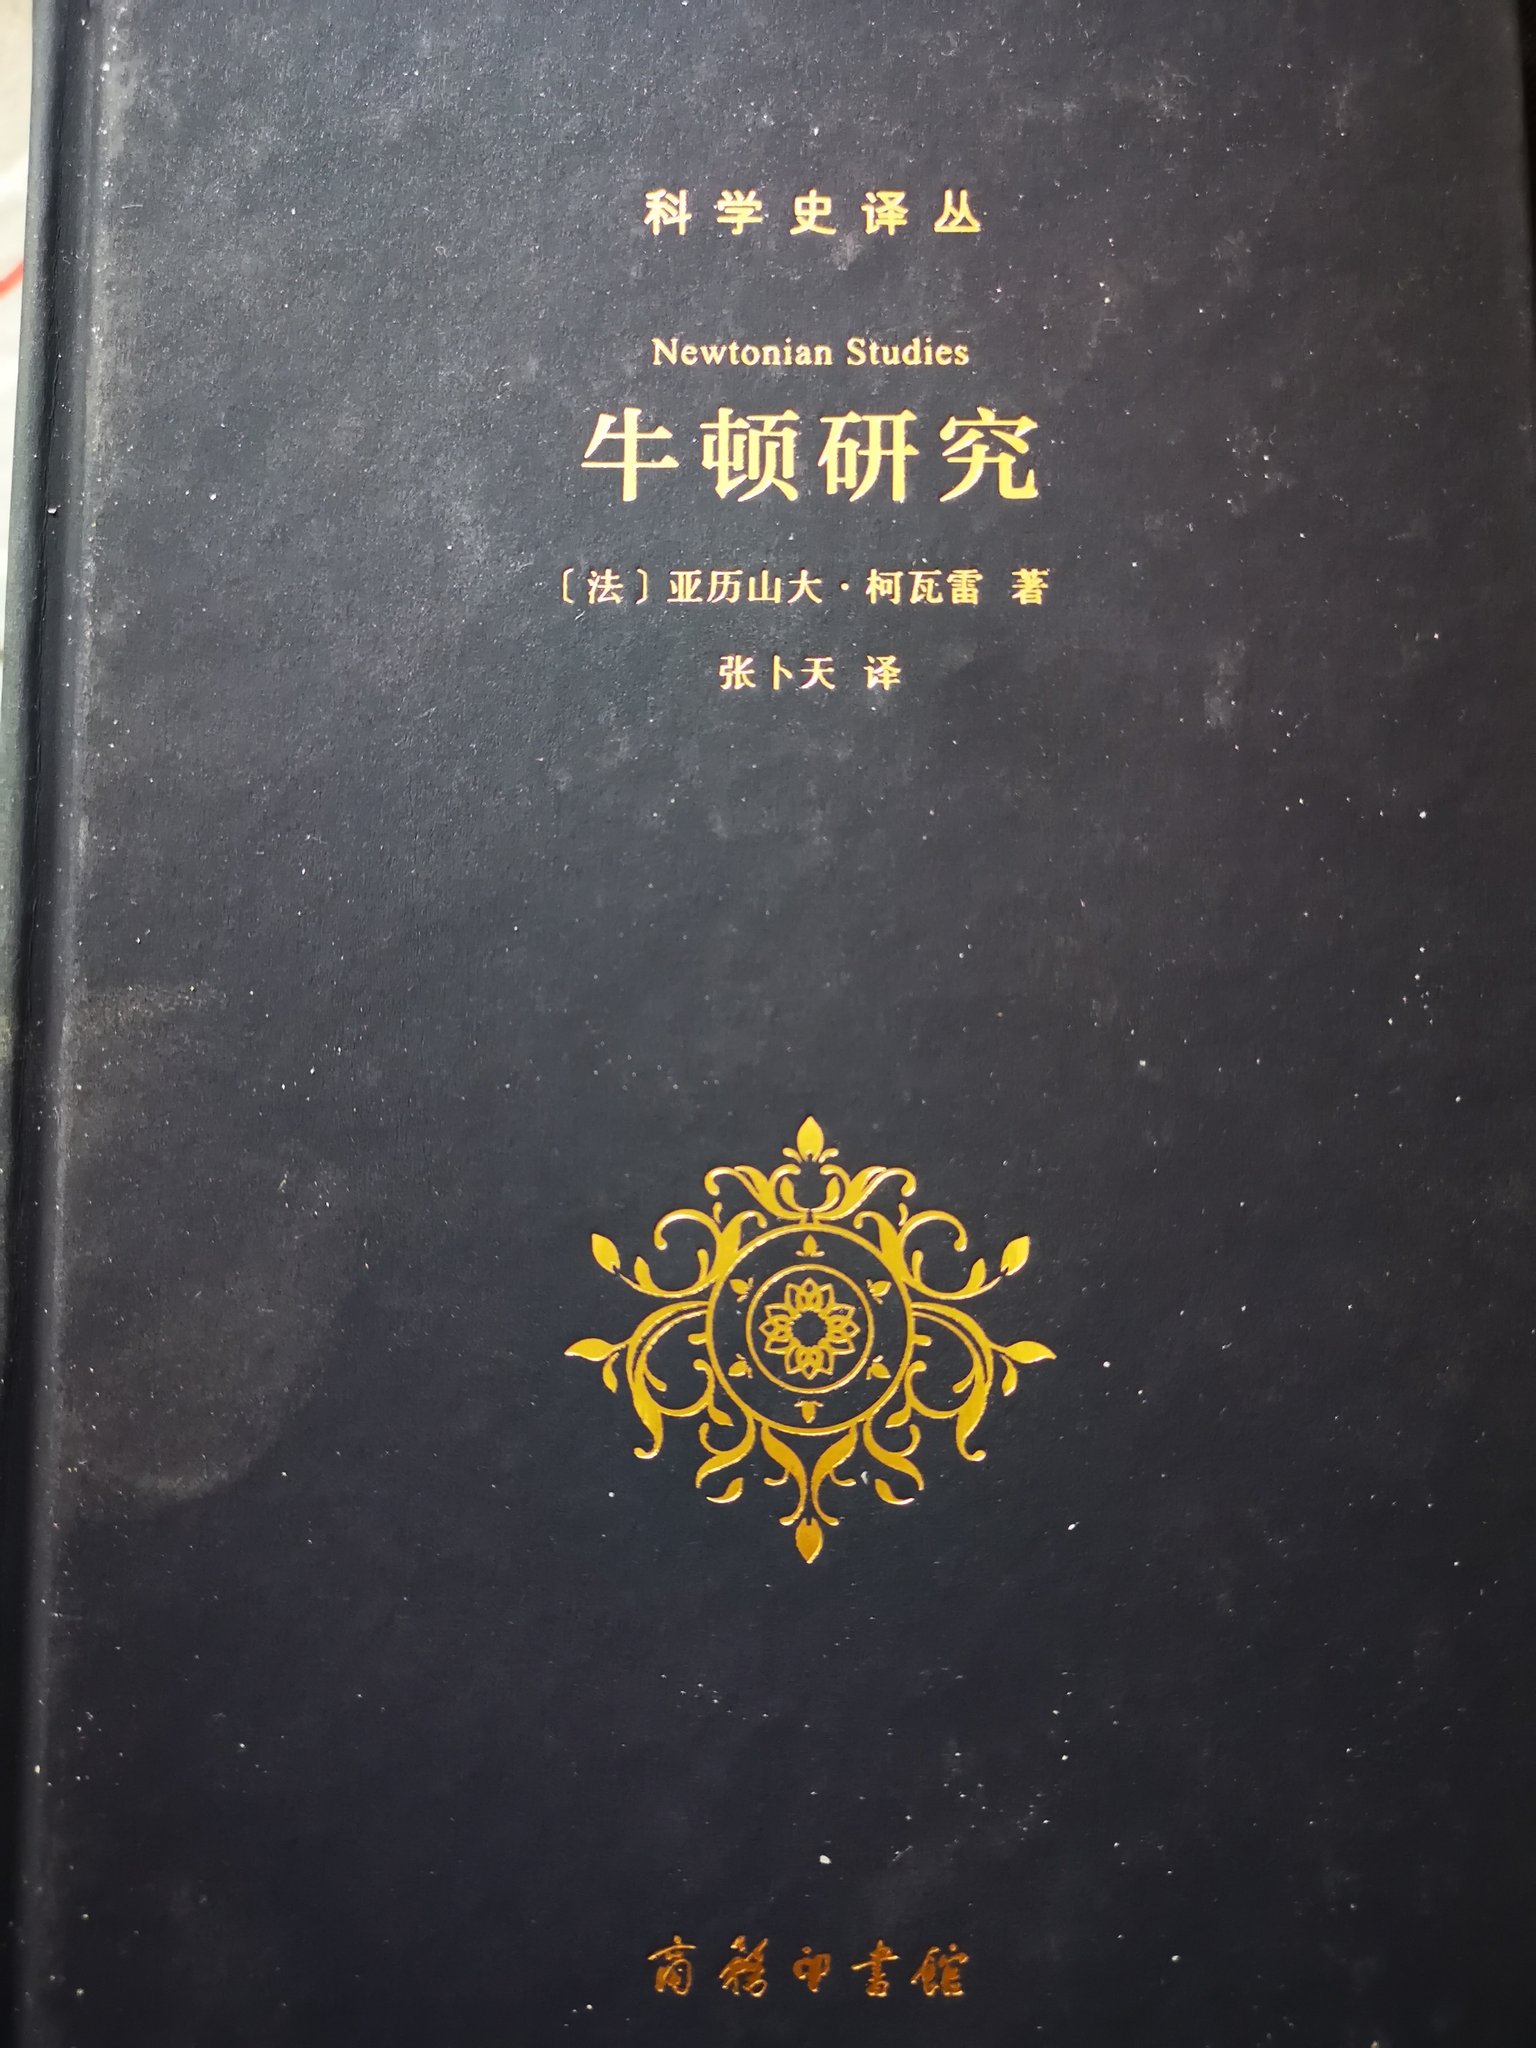 科学史译丛
Newtonian Studies
牛顿研究
〔法〕亚历山大·柯瓦雷 著
张卜天 译
商務印書館